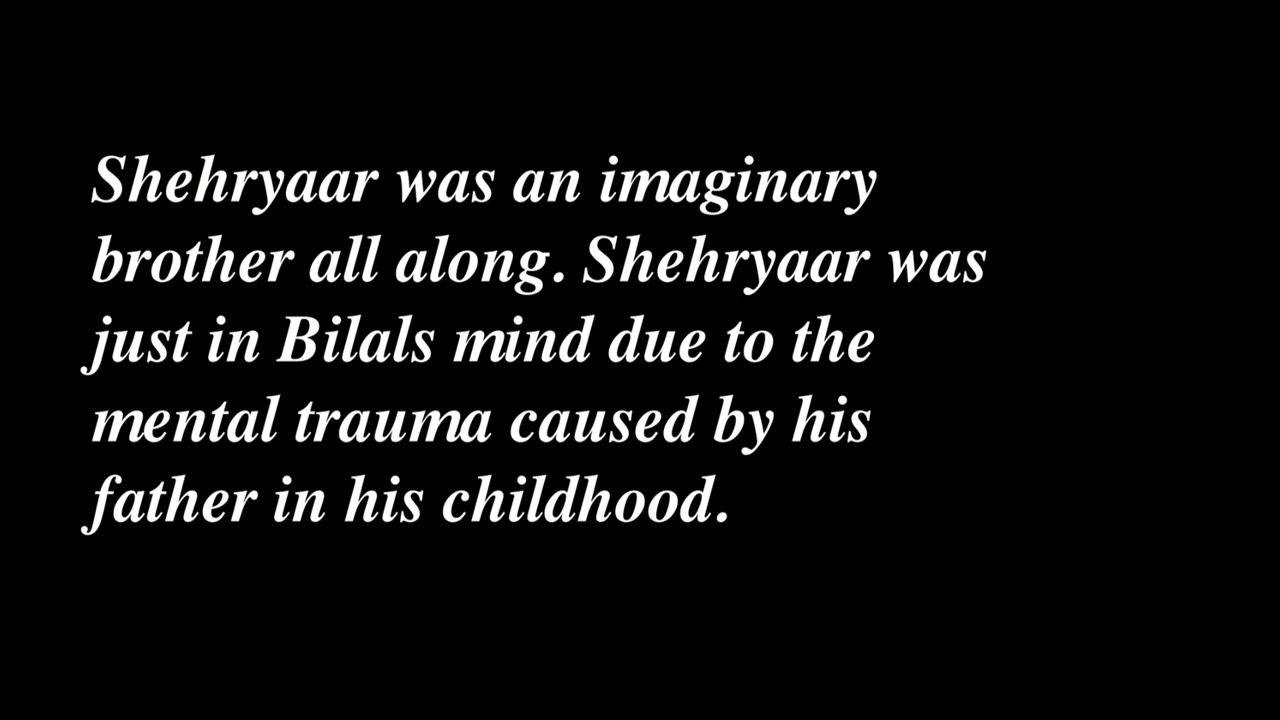 Shehryaar was an imaginary
brother all along. Shehryaar was
just in Bilals mind due to the
mental trauma caused by his
father in his childhood.